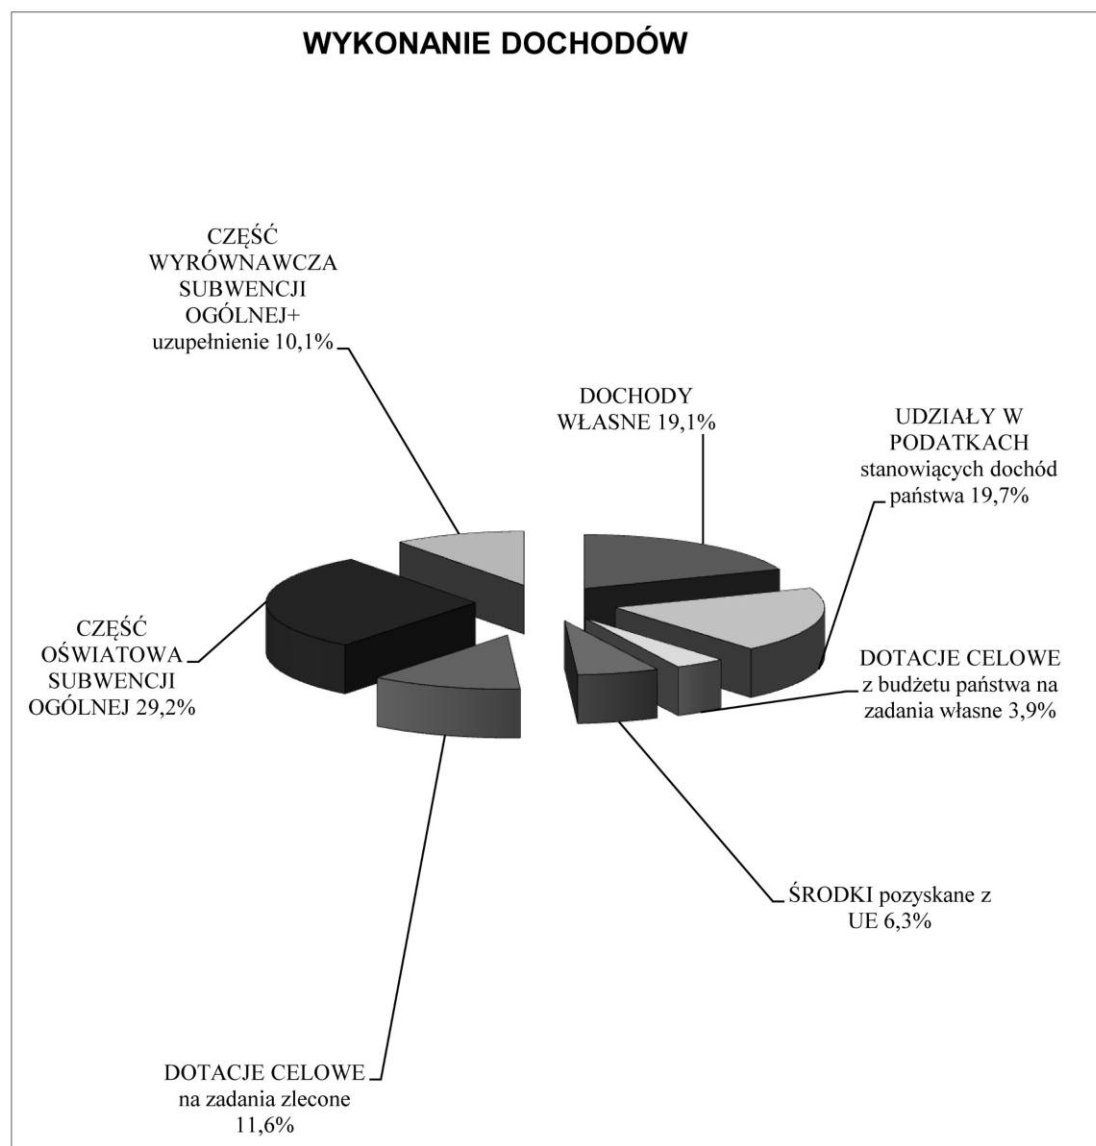 WYKONANIE DOCHODÓW
CZĘŚĆ
WYRÓWNAWCZA
SUBWENCJI
OGÓLNEJ+
uzupełnienie 10,1%
DOCHODY
WŁASNE 19,1%
UDZIAŁY W
PODATKACH
stanowiących dochód
państwa 19,7%
CZĘŚĆ
OŚWIATOWA
SUBWENCJI
OGÓLNEJ 29,2%
DOTACJE CELOWE
z budżetu państwa na
zadania własne 3,9%
ŚRODKI pozyskane z
UE 6,3%
DOTACJE CELOWE
na zadania zlecone
11,6%